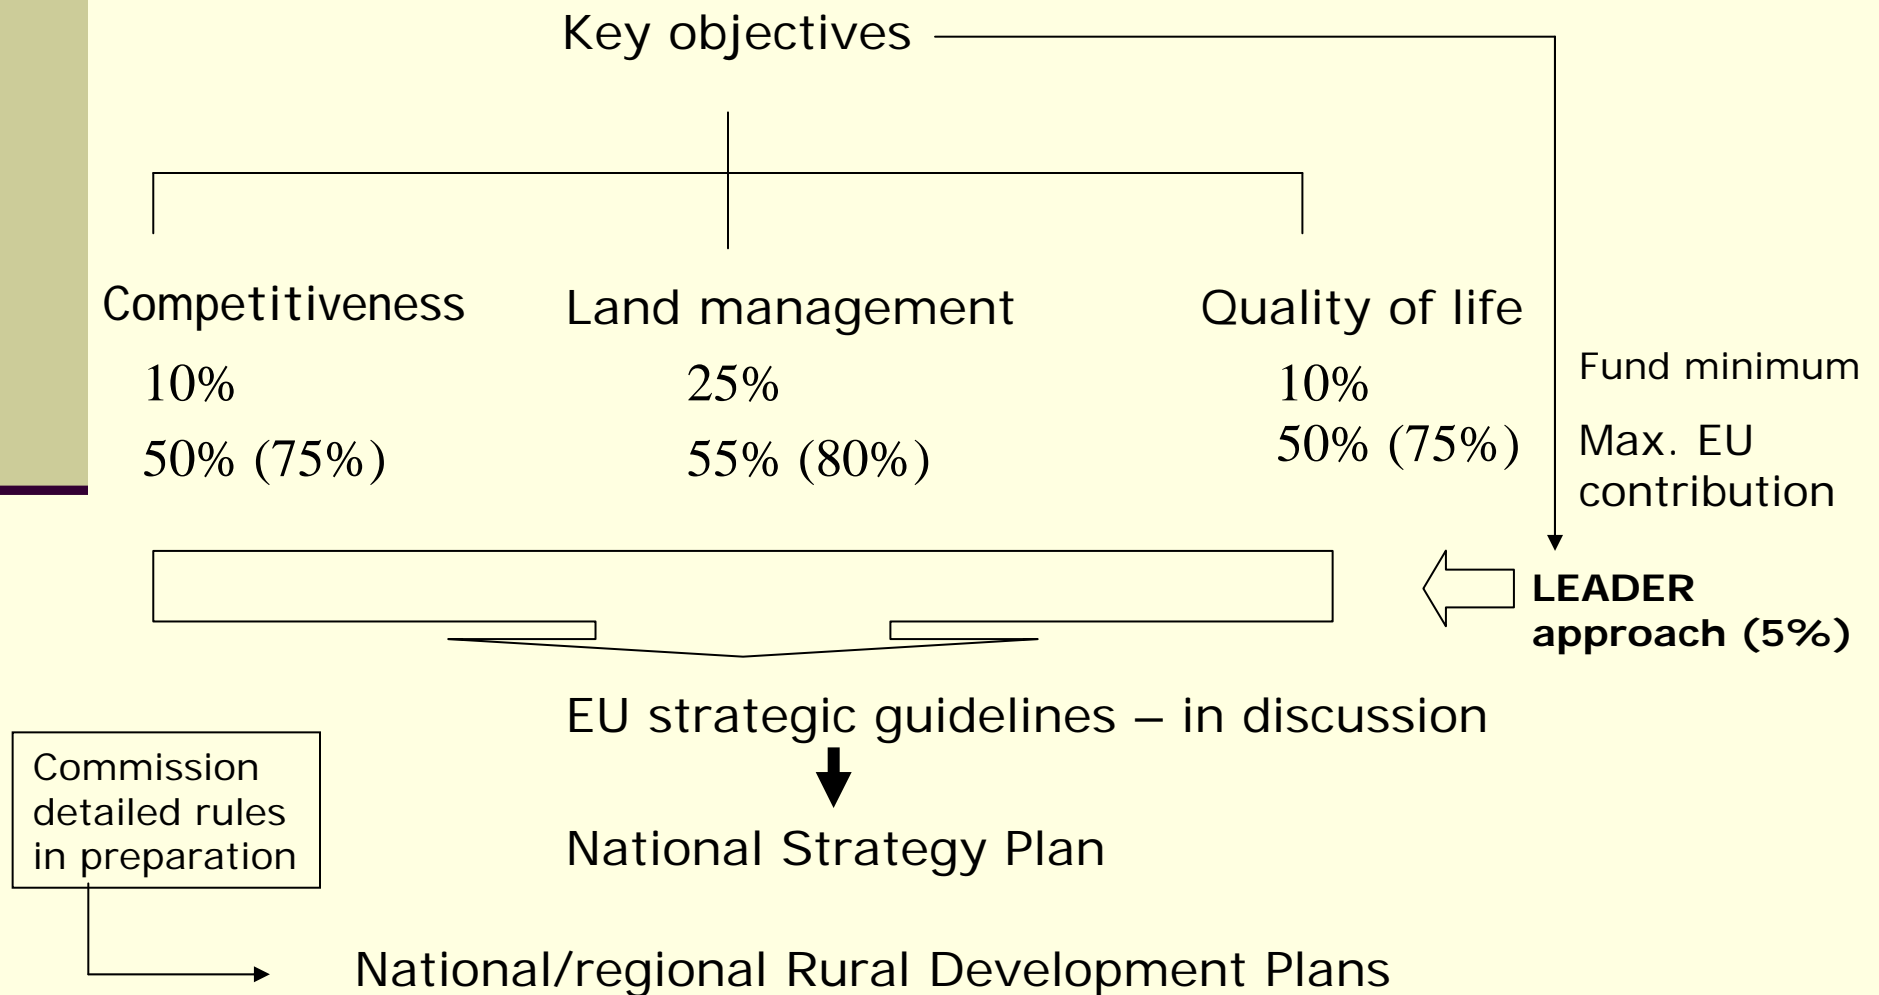 Key objectives
Competitiveness
Land management
Quality of life
10%
25%
10%
Fund minimum
50% (75%)
55% (80%)
50% (75%)
Max. EU
contribution
LEADER
approach (5%)
EU strategic guidelines – in discussion
Commission
detailed rules
in preparation
National Strategy Plan
National/regional Rural Development Plans